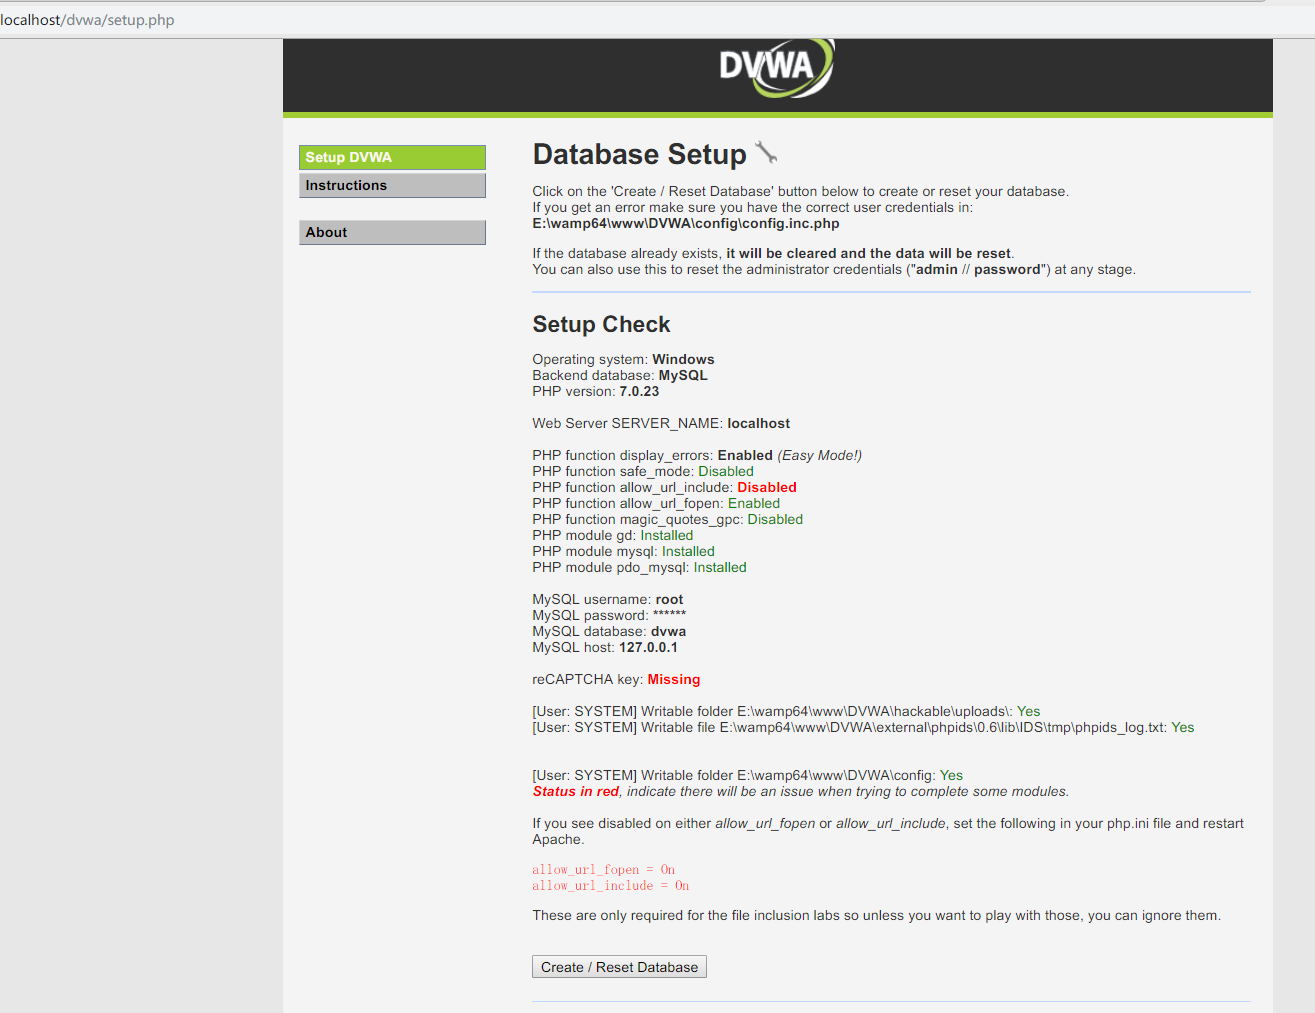 localhost/dvwa/setup.php
DVWA
Setup DVWA
Instructions
About
Database Setup
Click on the 'Create / Reset Database' button below to create or reset your database.
If you get an error make sure you have the correct user credentials in:
E:\wamp64\www\DVWA\config\config.inc.php
If the database already exists, it will be cleared and the data will be reset.
You can also use this to reset the administrator credentials ("admin // password") at any stage.
Setup Check
Operating system: Windows
Backend database: MySQL
PHP version: 7.0.23
Web Server SERVER_NAME: localhost
PHP function display_errors: Enabled (Easy Mode!)
PHP function safe_mode: Disabled
PHP function allow_url_include: Disabled
PHP function allow_url_fopen: Enabled
PHP function magic_quotes_gpc: Disabled
PHP module gd: Installed
PHP module mysql: Installed
PHP module pdo_mysql: Installed
MySQL username: root
MySQL password: ******
MySQL database: dvwa
MySQL host: 127.0.0.1
reCAPTCHA key: Missing
[User: SYSTEM] Writable folder E:\wamp64\www\DVWA\hackable\uploads\: Yes
[User: SYSTEM] Writable file E:\wamp64\www\DVWA\external\phpids\0.6\lib\IDS\tmp\phpids_log.txt: Yes
[User: SYSTEM] Writable folder E:\wamp64\www\DVWA\config: Yes
Status in red, indicate there will be an issue when trying to complete some modules.
If you see disabled on either allow_url_fopen or allow_url_include, set the following in your php.ini file and restart
Apache.
allow_url_fopen = On
allow_url_include = On
These are only required for the file inclusion labs so unless you want to play with those, you can ignore them.
Create / Reset Database